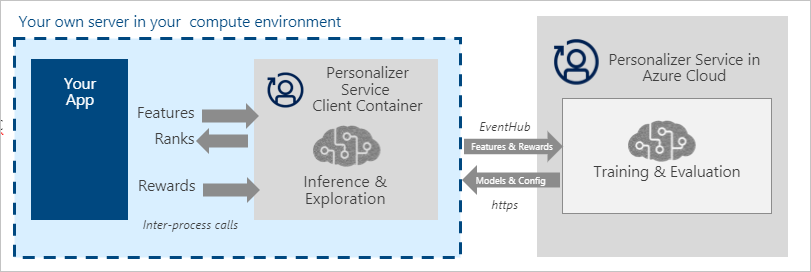 Your own server in your compute environment
Your
App
Features
Ranks
Rewards
Inter-process calls
Personalizer
Service
Client Container
Inference &
Exploration
EventHub
Features & Rewards
Models & Config
https
Personalizer Service in
Azure Cloud
Training & Evaluation